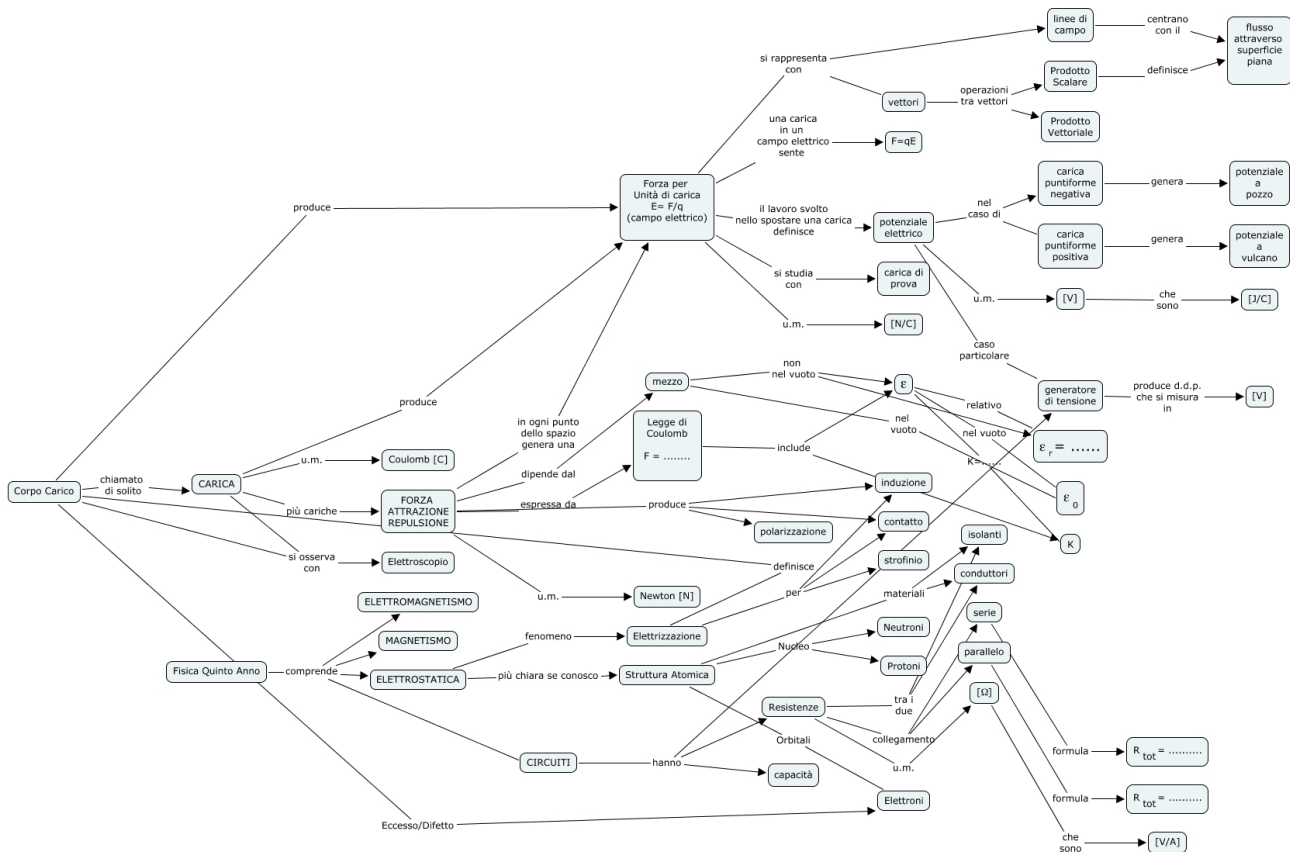 linee di
campo
centrano
con il
flusso
attraverso
superficie
piana
si rappresenta
con
Prodotto
Scalare
definisce
vettori
operazioni
tra vettori
Prodotto
Vettoriale
una carica
in un
campo elettrico
sente
F=qE
Forza per
Unità di carica
E= F/q
(campo elettrico)
carica
puntiforme
negativa
genera
potenziale
a
pozzo
produce
il lavoro svolto
nello spostare una carica
definisce
potenziale
elettrico
nel
caso di
carica
puntiforme
positiva
genera
potenziale
a
vulcano
si studia
con
carica di
prova
u.m.
[V]
che
sono
[J/C]
u.m.
[N/C]
caso
particolare
mezzo
non
nel vuoto
ε
generatore
di tensione
produce d.d.p.
che si misura
in
[V]
produce
relativo
in ogni punto
dello spazio
genera una
Legge di
Coulomb
F = ........
nel
vuoto
nel vuoto
ε r = ......
include
K=......
u.m.
Coulomb [C]
dipende dal
Corpo Carico
chiamato
di solito
CARICA
induzione
ε 0
più cariche
FORZA
ATTRAZIONE
REPULSIONE
espressa da
produce
contatto
polarizzazione
isolanti
K
si osserva
con
Elettroscopio
definisce
strofinio
conduttori
u.m.
Newton [N]
per
materiali
ELETTROMAGNETISMO
serie
MAGNETISMO
fenomeno
Elettrizzazione
Neutroni
Nucleo
parallelo
Fisica Quinto Anno
comprende
ELETTROSTATICA
più chiara se conosco
Struttura Atomica
Protoni
[Ω]
Resistenze
tra i
due
Orbitali
collegamento
formula
R tot = ..........
CIRCUITI
hanno
u.m.
capacità
Elettroni
formula
R tot = ..........
Eccesso/Difetto
che
sono
[V/A]